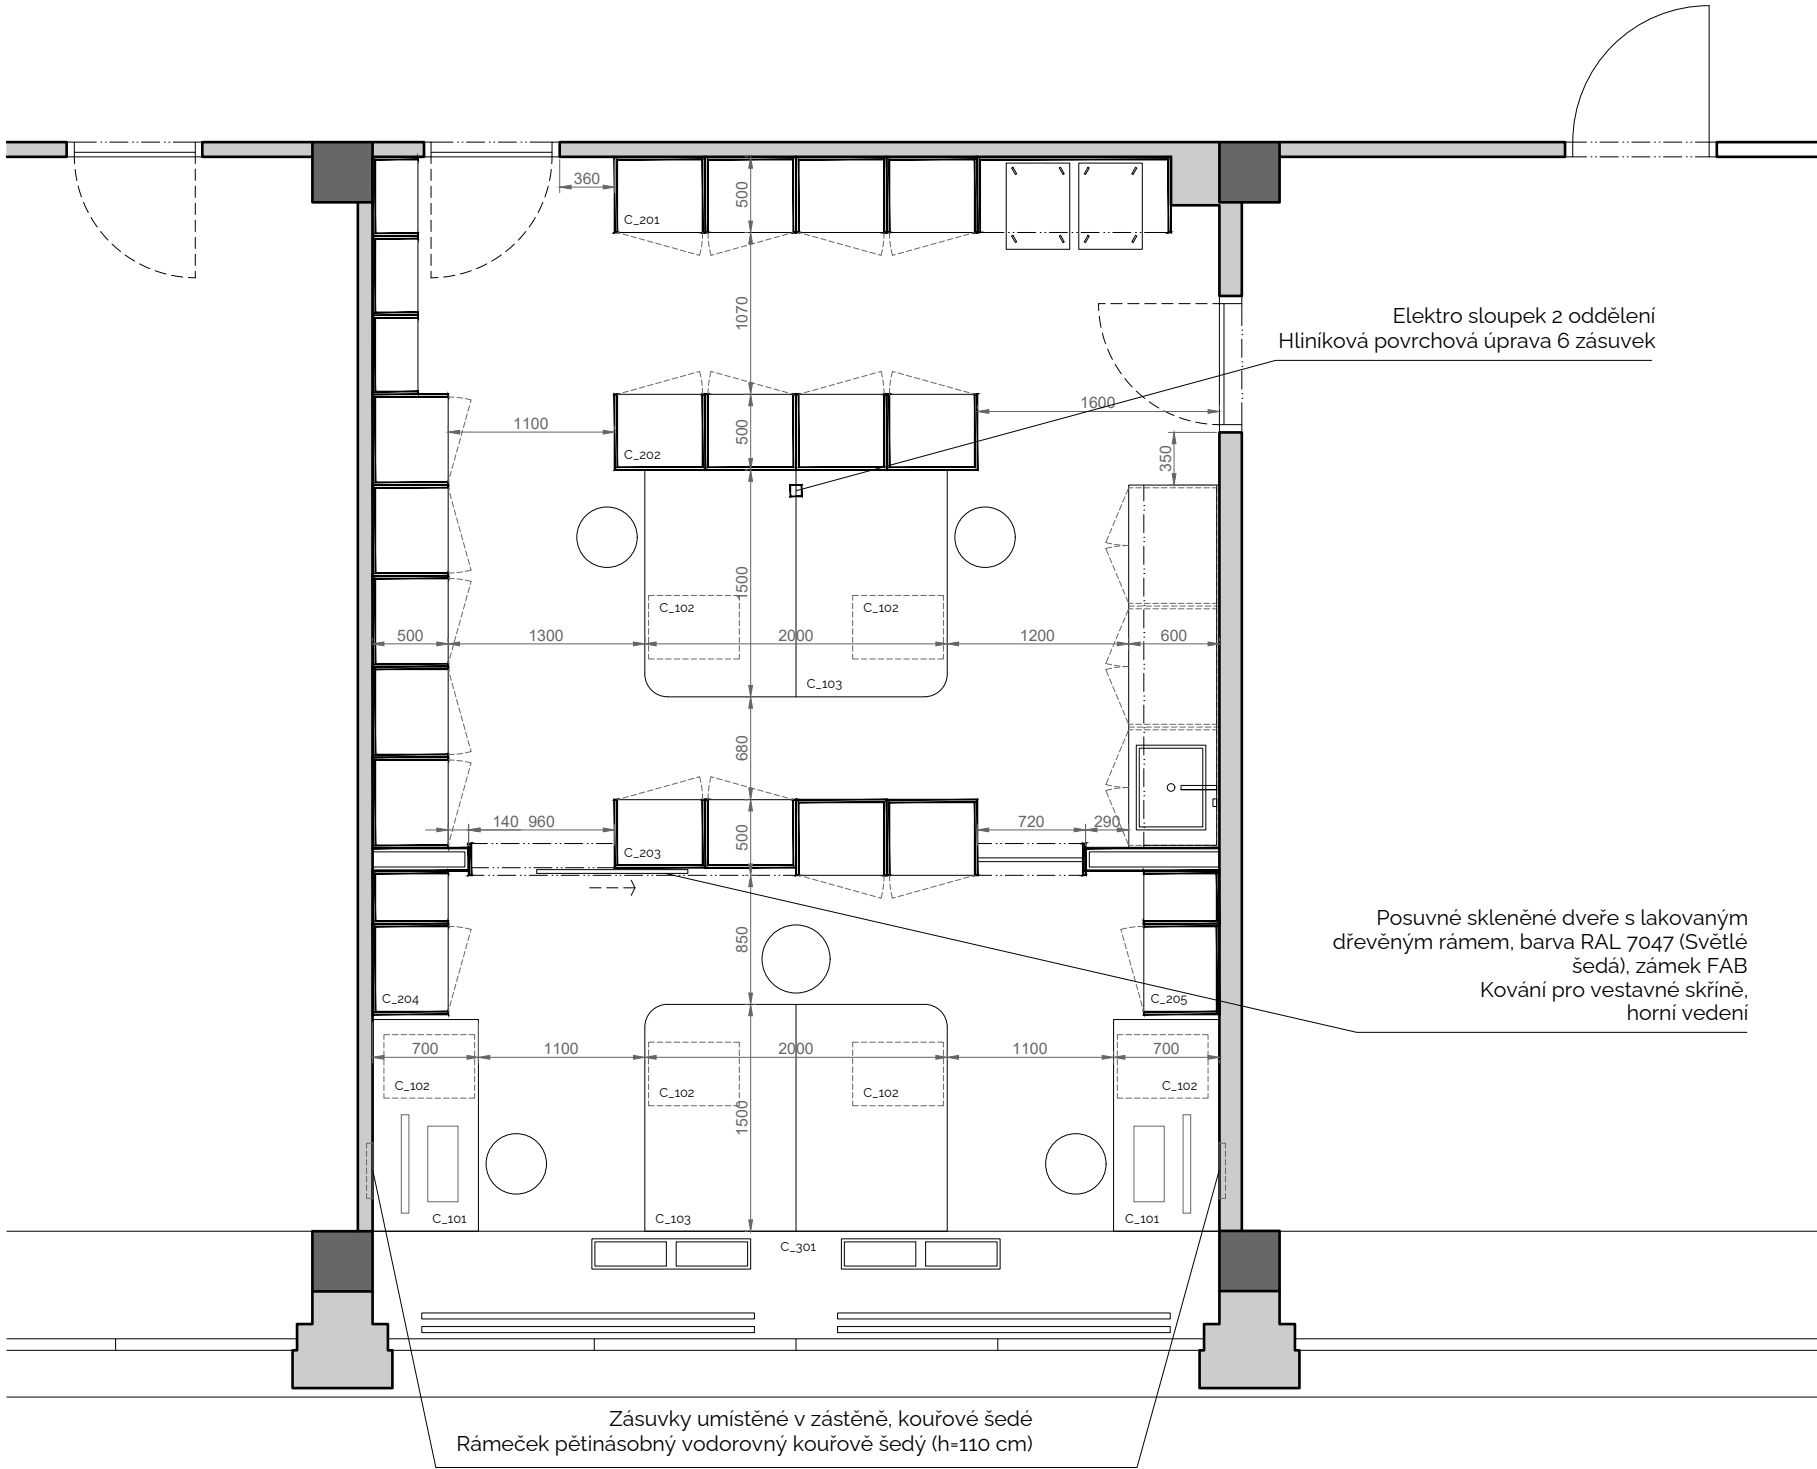 360
500
C_201
1070
Elektro sloupek 2 oddělení
Hliníková povrchová úprava 6 zásuvek
1600
1100
500
C_202
350
1500
C_102
C_102
500
1300
2000
1200
600
C_103
680
140
960
500
720
290
C_203
Posuvné skleněné dveře s lakovaným
dřevěným rámem, barva RAL 7047 (Světlé
šedá), zámek FAB
Kování pro vestavné skříně,
horní vedení
850
C_204
C_205
700
1100
2000
1100
700
C_102
C_102
C_102
C_102
1500
C_101
C_103
C_101
C_301
Zásuvky umístěné v zástěně, kouřové šedé
Rámeček pětinásobný vodorovný kouřově šedý (h=110 cm)